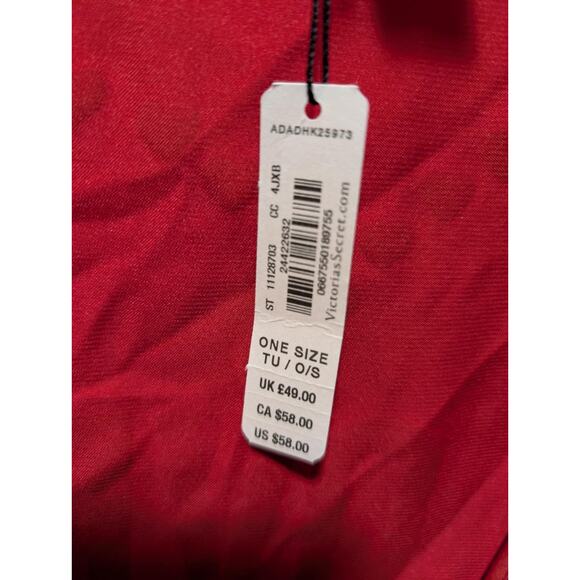 ADADHK25973
ST 11128703 CC 4JXB
24422632
0667550189755
VictoriasSecret.com
ONE SIZE
TU / O/S
UK £49.00
CA $58.00
US $58.00